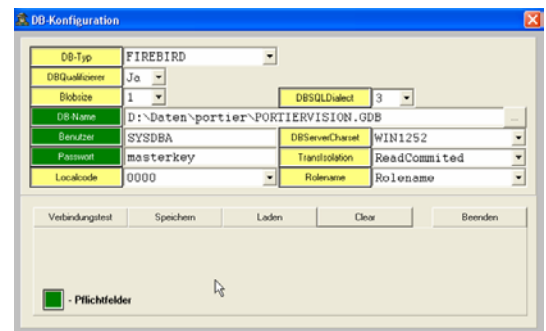 DB-Konfiguration
DB-Typ FIREBIRD
DBQualifizierer Ja
Blobsize 1 DBSQLDialect 3
DB-Name D:\Daten\portier\PORTIERVISION.GDB ...
Benutzer SYSDBA DBServerCharset WIN1252
Passwort masterkey TransIsolation ReadCommited
Localcode 0000 Rolename Rolename
Verbindungstest Speichern Laden Clear Beenden
- Pflichtfelder